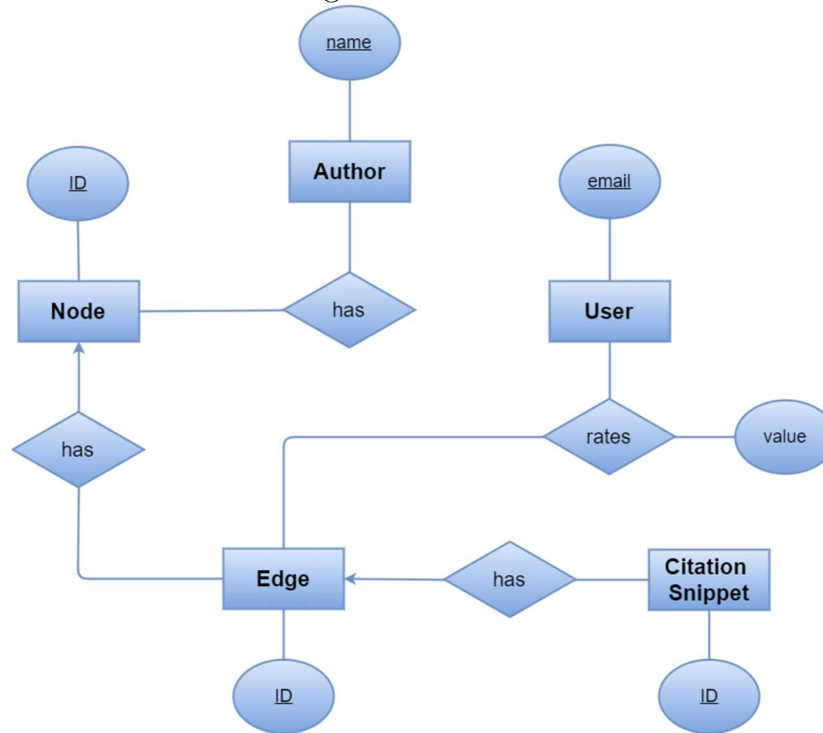 name
Author
ID
email
Node
has
User
has
rates
value
Edge
has
Citation
Snippet
ID
ID